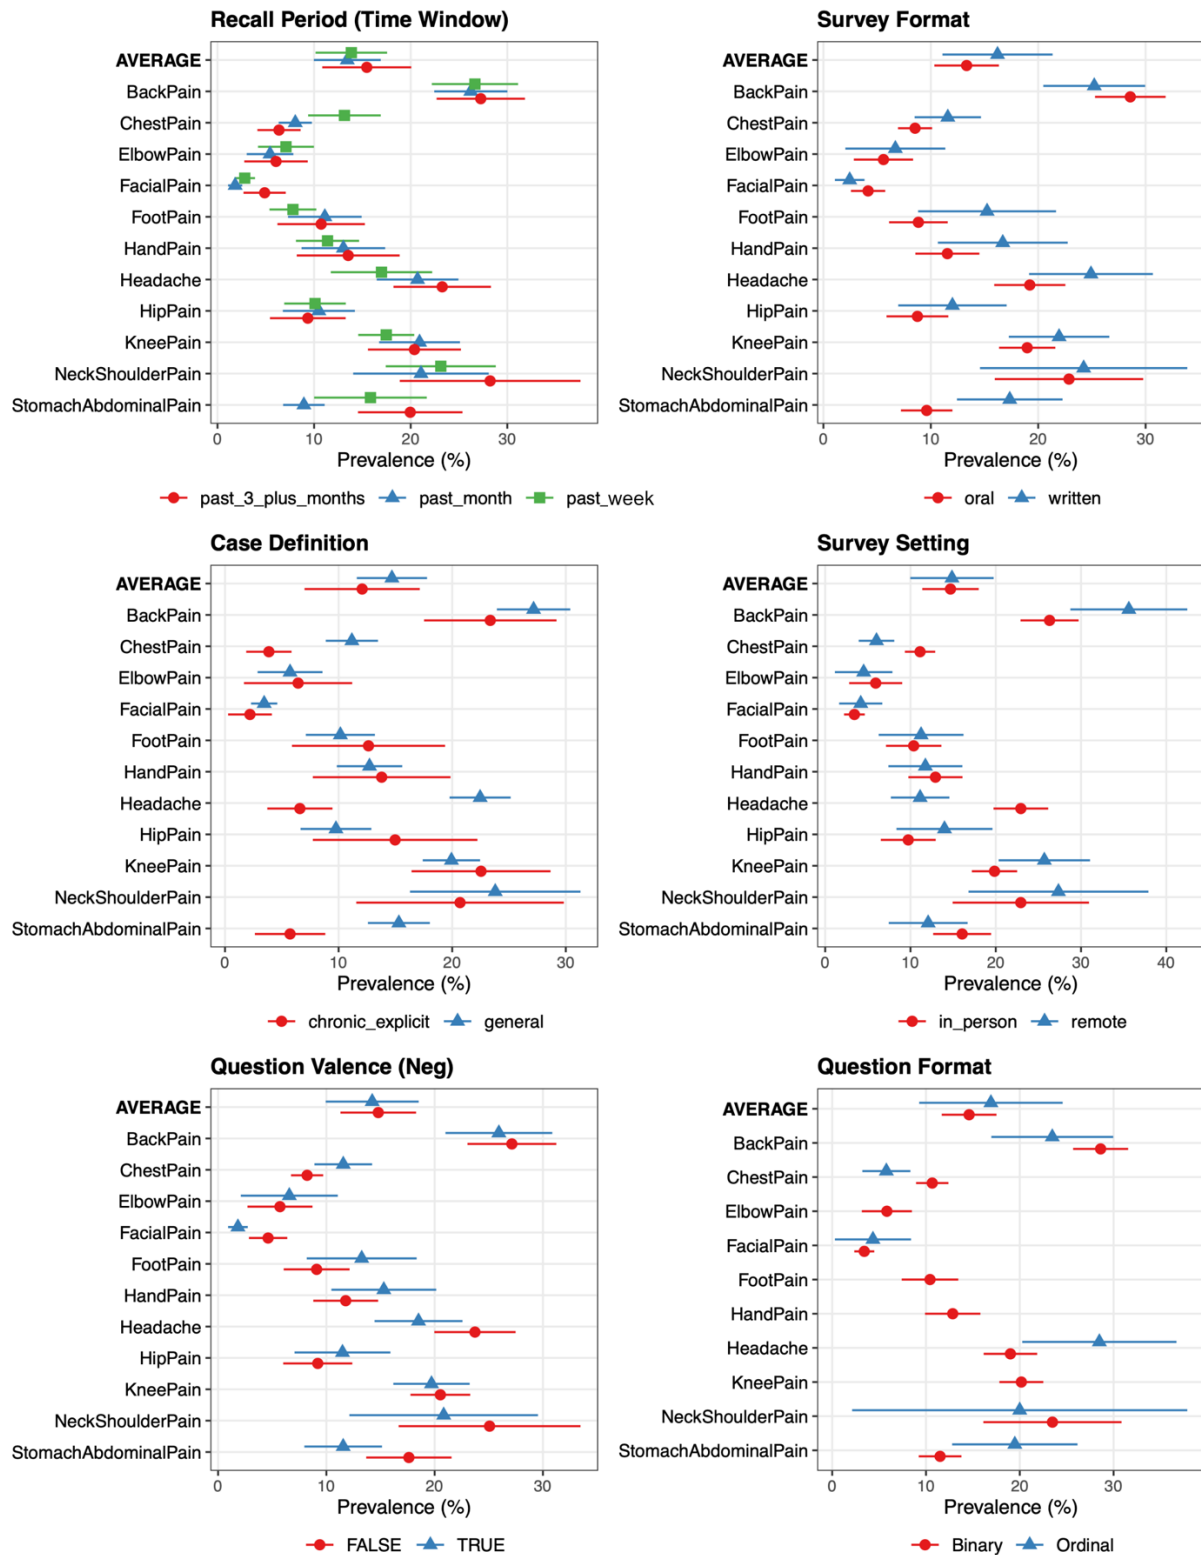 Recall Period (Time Window)
AVERAGE
BackPain
ChestPain
ElbowPain
FacialPain
FootPain
HandPain
Headache
HipPain
KneePain
NeckShoulderPain
StomachAbdominalPain
0 10 20 30
Prevalence (%)
past_3_plus_months past_month past_week
Survey Format
AVERAGE
BackPain
ChestPain
ElbowPain
FacialPain
FootPain
HandPain
Headache
HipPain
KneePain
NeckShoulderPain
StomachAbdominalPain
0 10 20 30
Prevalence (%)
oral written
Case Definition
AVERAGE
BackPain
ChestPain
ElbowPain
FacialPain
FootPain
HandPain
Headache
HipPain
KneePain
NeckShoulderPain
StomachAbdominalPain
0 10 20 30
Prevalence (%)
chronic_explicit general
Survey Setting
AVERAGE
BackPain
ChestPain
ElbowPain
FacialPain
FootPain
HandPain
Headache
HipPain
KneePain
NeckShoulderPain
StomachAbdominalPain
0 10 20 30 40
Prevalence (%)
in_person remote
Question Valence (Neg)
AVERAGE
BackPain
ChestPain
ElbowPain
FacialPain
FootPain
HandPain
Headache
HipPain
KneePain
NeckShoulderPain
StomachAbdominalPain
0 10 20 30
Prevalence (%)
FALSE TRUE
Question Format
AVERAGE
BackPain
ChestPain
ElbowPain
FacialPain
FootPain
HandPain
Headache
HipPain
KneePain
NeckShoulderPain
StomachAbdominalPain
0 10 20 30
Prevalence (%)
Binary Ordinal